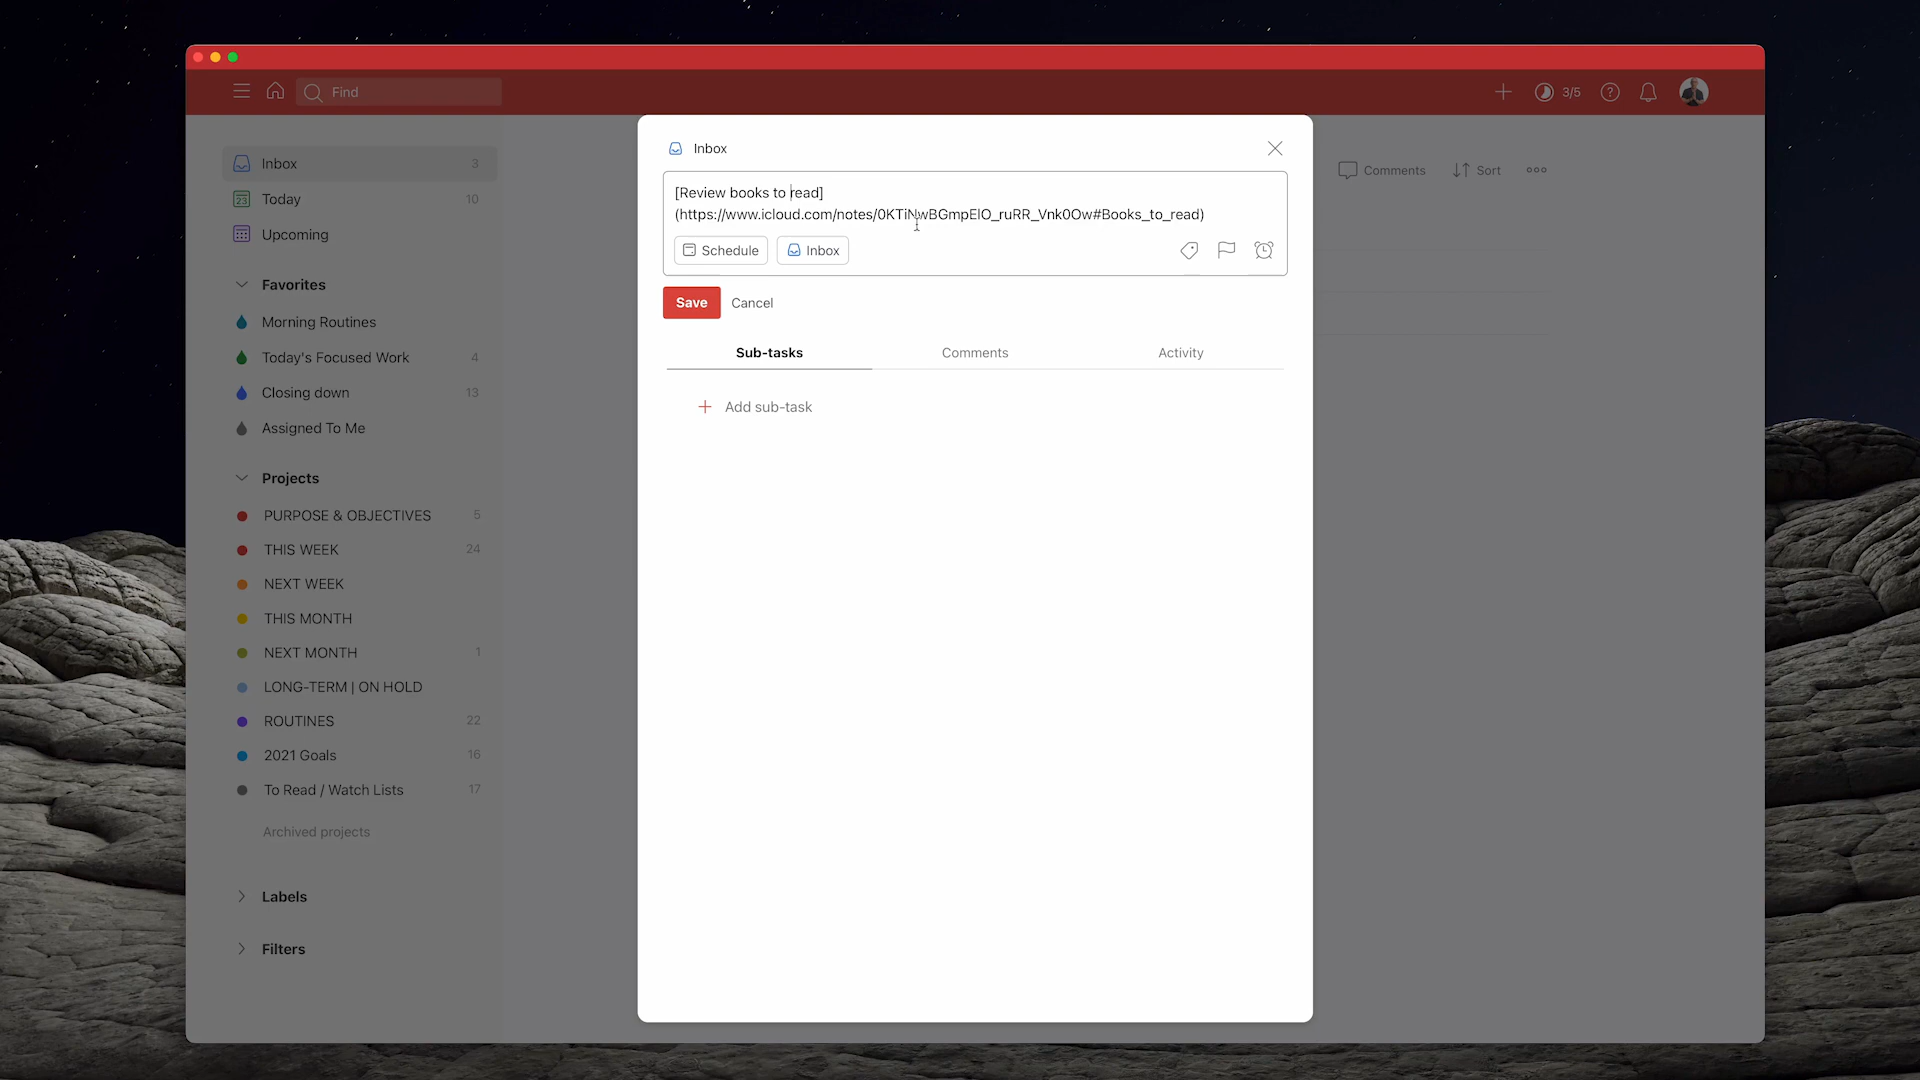 Find
3/5
Inbox 3
Today 10
23
Upcoming
Favorites
Morning Routines
Today's Focused Work 4
Closing down 13
Assigned To Me
Projects
PURPOSE & OBJECTIVES 5
THIS WEEK 24
NEXT WEEK
THIS MONTH
NEXT MONTH 1
LONG-TERM | ON HOLD
ROUTINES 22
2021 Goals 16
To Read / Watch Lists 17
Archived projects
Labels
Filters
Comments Sort
Inbox
[Review books to read]
(https://www.icloud.com/notes/0KTiNwBGmpElO_ruRR_Vnk0Ow#Books_to_read)
Schedule Inbox
Save Cancel
Sub-tasks Comments Activity
Add sub-task